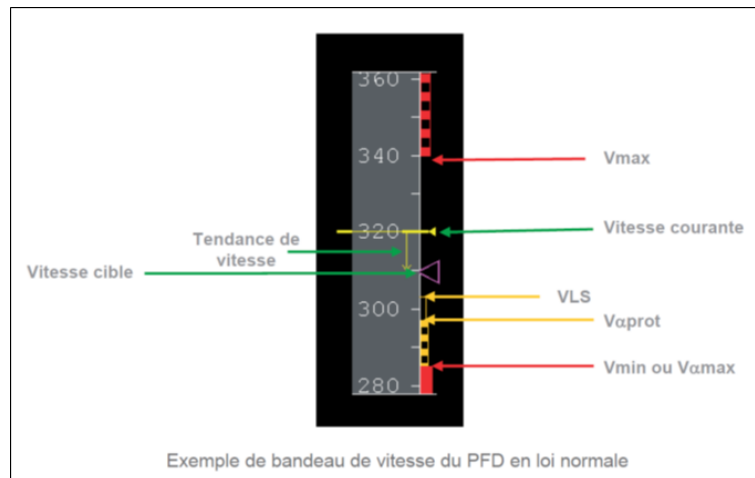 360
340
Vmax
320
Vitesse courante
Tendance de
vitesse
Vitesse cible
300
VLS
Vαprot
Vmin ou Vαmax
280
Exemple de bandeau de vitesse du PFD en loi normale